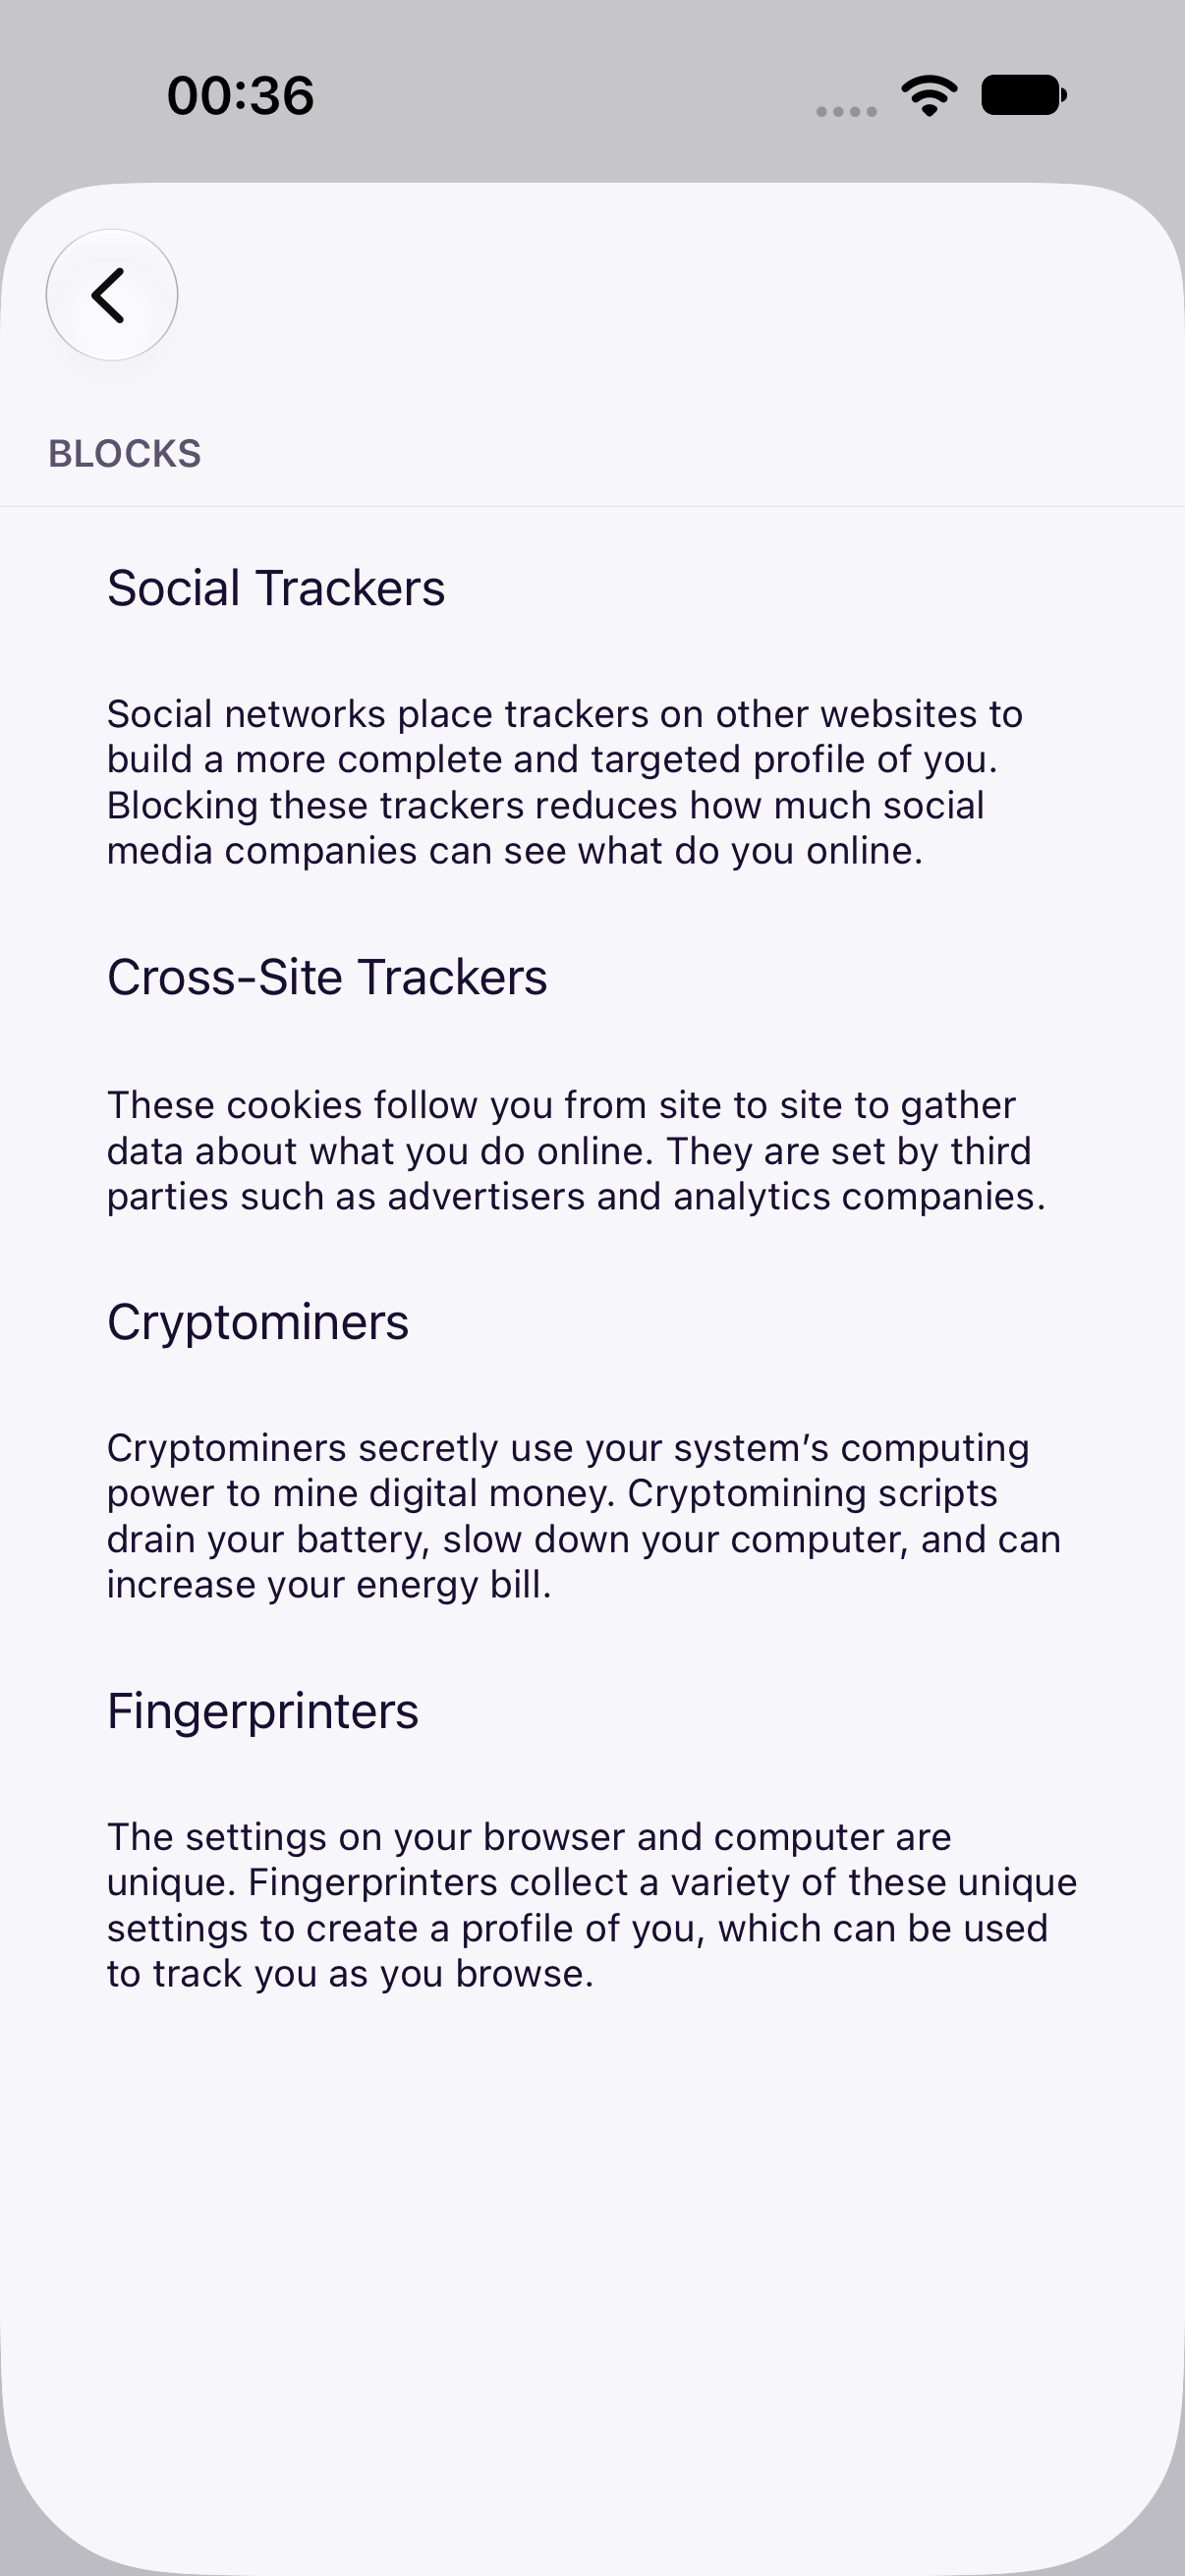 00:36
BLOCKS
Social Trackers
Social networks place trackers on other websites to
build a more complete and targeted profile of you.
Blocking these trackers reduces how much social
media companies can see what do you online.
Cross-Site Trackers
These cookies follow you from site to site to gather
data about what you do online. They are set by third
parties such as advertisers and analytics companies.
Cryptominers
Cryptominers secretly use your system’s computing
power to mine digital money. Cryptomining scripts
drain your battery, slow down your computer, and can
increase your energy bill.
Fingerprinters
The settings on your browser and computer are
unique. Fingerprinters collect a variety of these unique
settings to create a profile of you, which can be used
to track you as you browse.